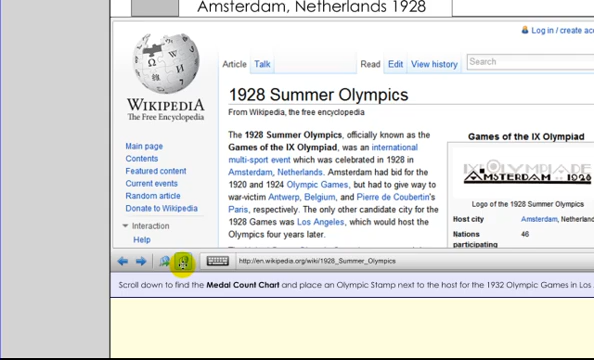 Amsterdam, Netherlands 1928
Log in / create acc
Article Talk Read Edit View history Search
WIKIPEDIA
The Free Encyclopedia
Main page
Contents
Featured content
Current events
Random article
Donate to Wikipedia
Interaction
Help
1928 Summer Olympics
From Wikipedia, the free encyclopedia
The 1928 Summer Olympics, officially known as the
Games of the IX Olympiad, was an international
multi-sport event which was celebrated in 1928 in
Amsterdam, Netherlands. Amsterdam had bid for the
1920 and 1924 Olympic Games, but had to give way to
war-victim Antwerp, Belgium, and Pierre de Coubertin's
Paris, respectively. The only other candidate city for the
1928 Games was Los Angeles, which would host the
Olympics four years later.
Games of the IX Olympiad
IX OLYMPIADE
AMSTERDAM 1928
Logo of the 1928 Summer Olympics
Host city Amsterdam, Netherland
Nations participating 46
http://en.wikipedia.org/wiki/1928_Summer_Olympics
Scroll down to find the Medal Count Chart and place an Olympic Stamp next to the host for the 1932 Olympic Games in Los